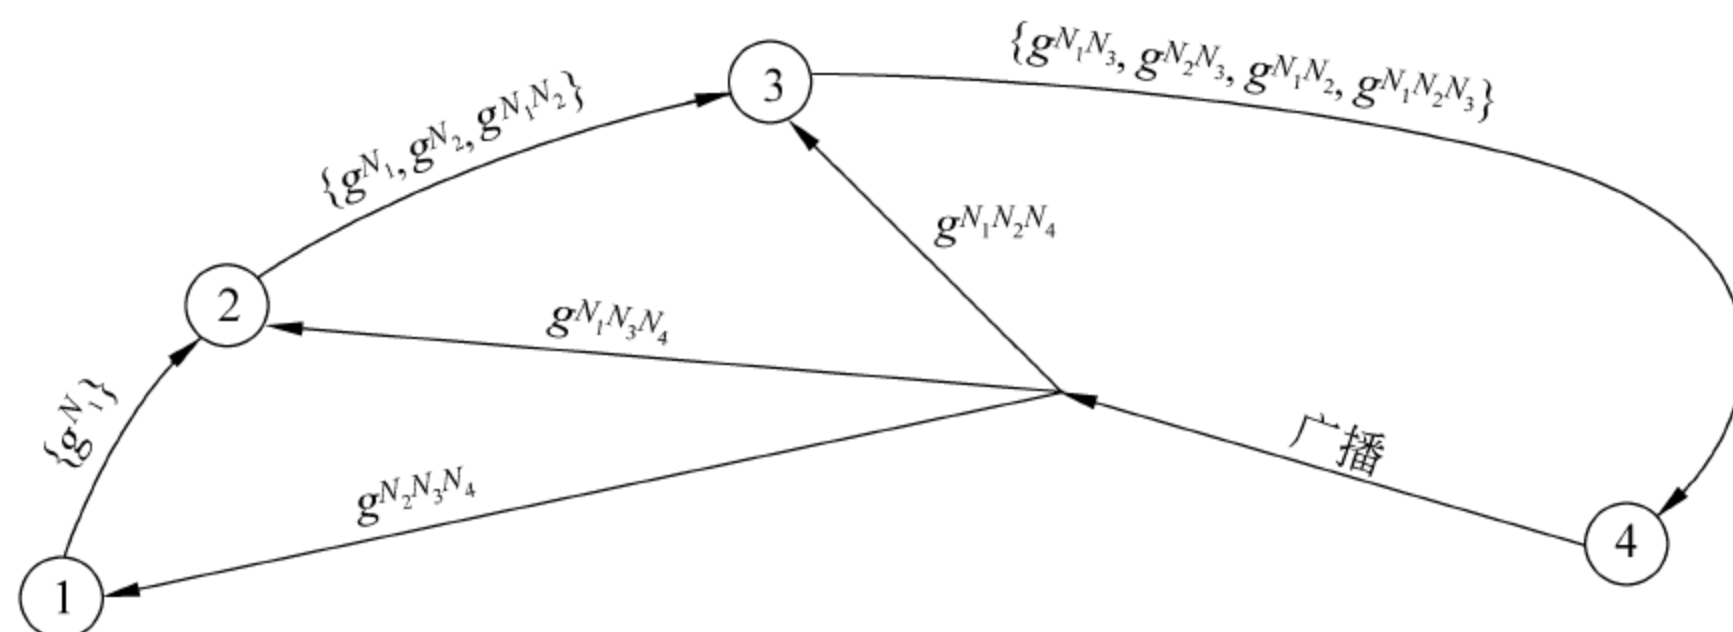 {g^{N_1N_3}, g^{N_2N_3}, g^{N_1N_2}, g^{N_1N_2N_3}}
3
{g^{N_1}, g^{N_2}, g^{N_1N_2}}
g^{N_1N_2N_4}
2
g^{N_1N_3N_4}
{g^{N_1}}
广播
g^{N_2N_3N_4}
4
1